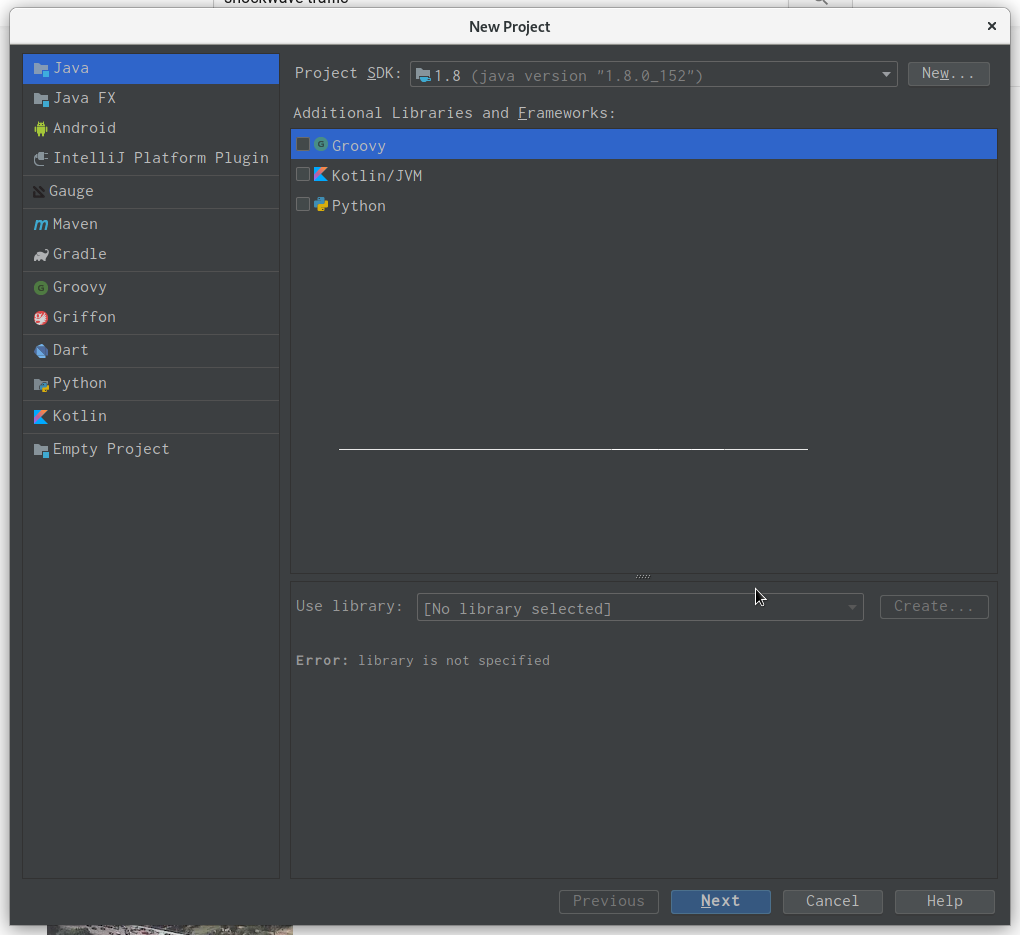 New Project
Java
Java FX
Android
IntelliJ Platform Plugin
Gauge
Maven
Gradle
Groovy
Griffon
Dart
Python
Kotlin
Empty Project
Project SDK: 1.8 (java version "1.8.0_152") New...
Additional Libraries and Frameworks:
Groovy
Kotlin/JVM
Python
Use library: [No library selected] Create...
Error: library is not specified
Previous Next Cancel Help